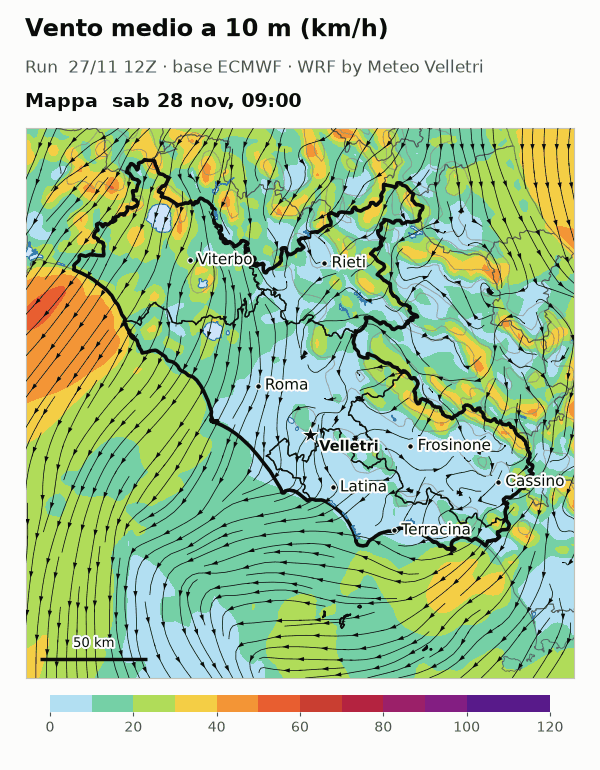 Vento medio a 10 m (km/h)
Run  27/11 12Z · base ECMWF · WRF by Meteo Velletri
Mappa  sab 28 nov, 09:00
Viterbo
Rieti
Roma
Velletri
Frosinone
Latina
Cassino
Terracina
50 km
0 20 40 60 80 100 120